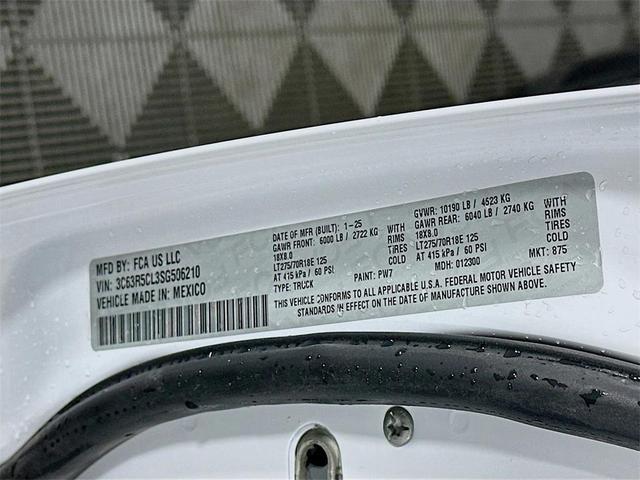 MFD BY: FCA US LLC
VIN: 3C63R5CL3SG506210
VEHICLE MADE IN: MEXICO
DATE OF MFR (BUILT): 1-25
GAWR FRONT: 6000 LB / 2722 KG WITH
18X8.0 RIMS
LT275/70R18E 125 TIRES
AT 415 kPa / 60 PSI COLD
TYPE: TRUCK PAINT: PW7
GVWR: 10190 LB / 4623 KG
GAWR REAR: 6040 LB / 2740 KG WITH
18X8.0 RIMS
LT275/70R18E 125 TIRES
AT 415 kPa / 60 PSI COLD
MDH: 012300 MKT: 875
THIS VEHICLE CONFORMS TO ALL APPLICABLE U.S.A. FEDERAL MOTOR VEHICLE SAFETY
STANDARDS IN EFFECT ON THE DATE OF MANUFACTURE SHOWN ABOVE.